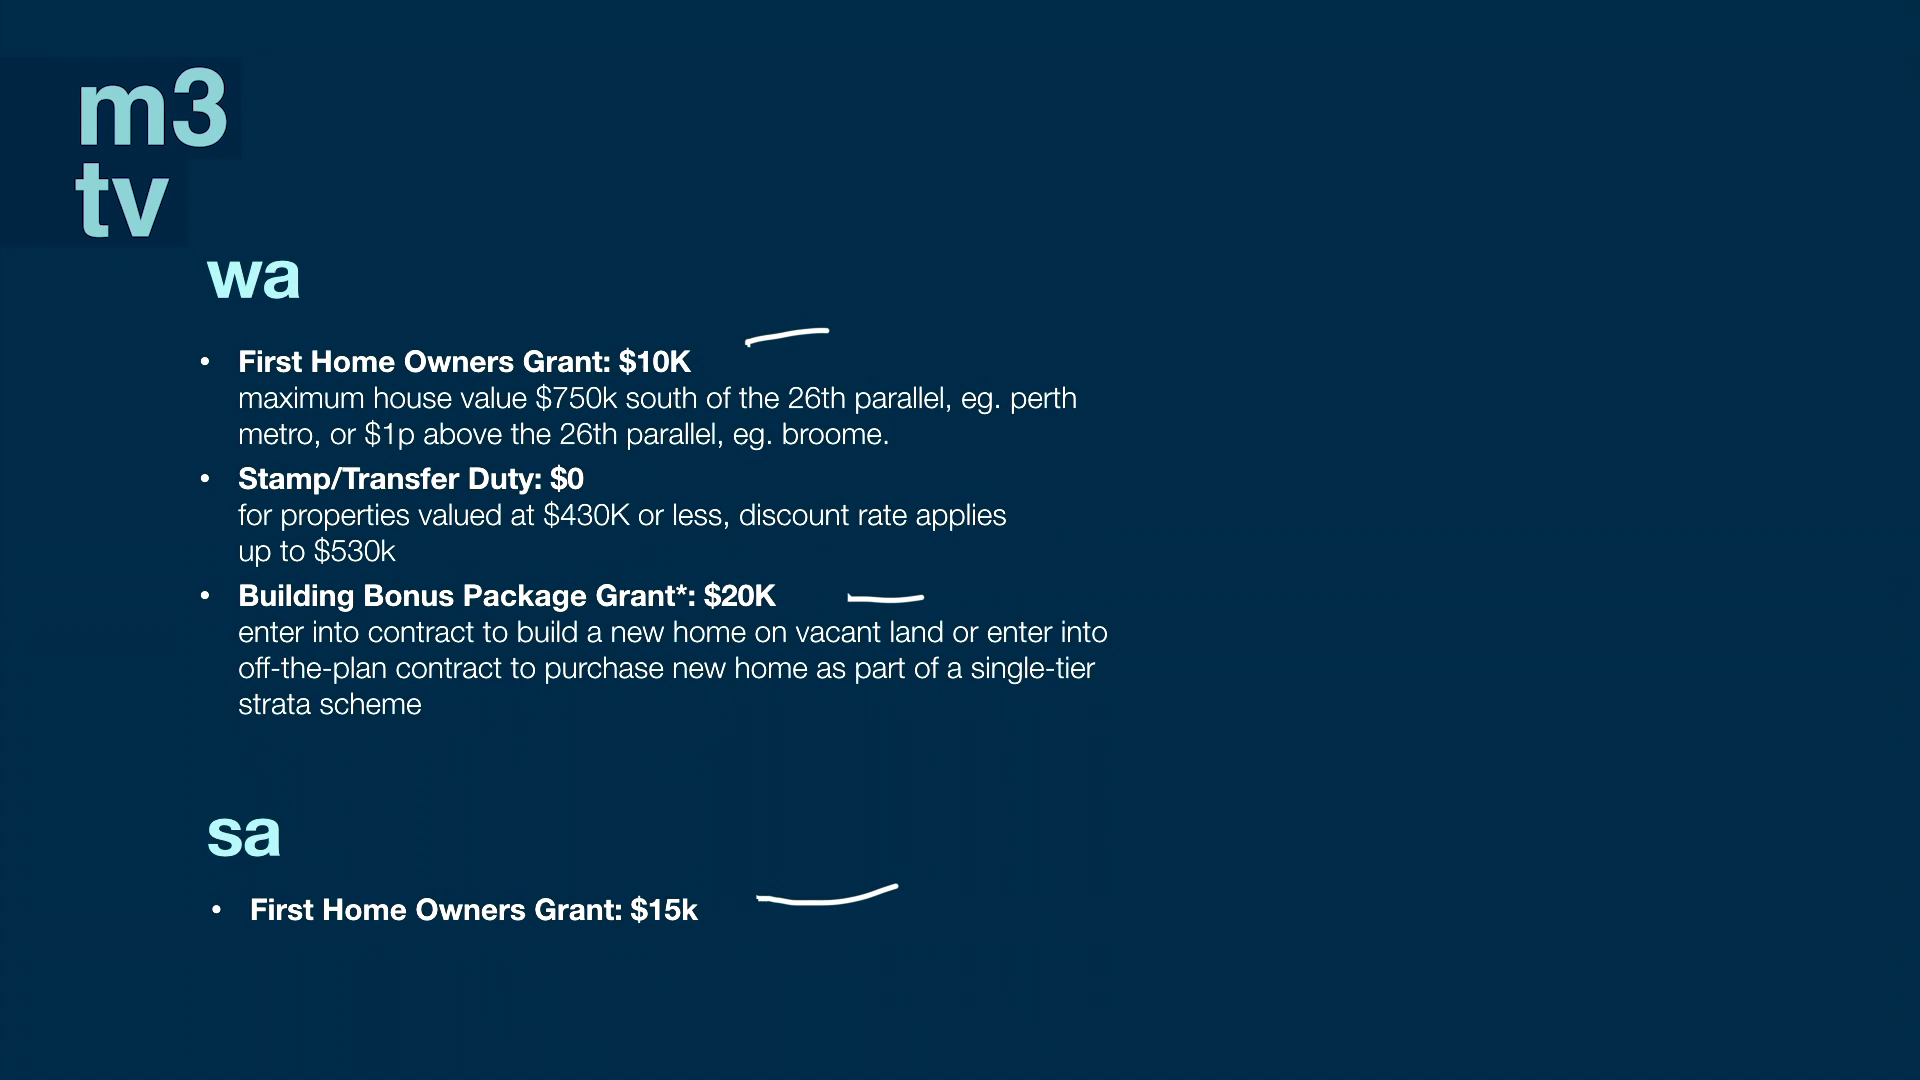 m3
tv
wa
• First Home Owners Grant: $10K
maximum house value $750k south of the 26th parallel, eg. perth
metro, or $1p above the 26th parallel, eg. broome.
• Stamp/Transfer Duty: $0
for properties valued at $430K or less, discount rate applies
up to $530k
• Building Bonus Package Grant*: $20K
enter into contract to build a new home on vacant land or enter into
off-the-plan contract to purchase new home as part of a single-tier
strata scheme
sa
• First Home Owners Grant: $15k